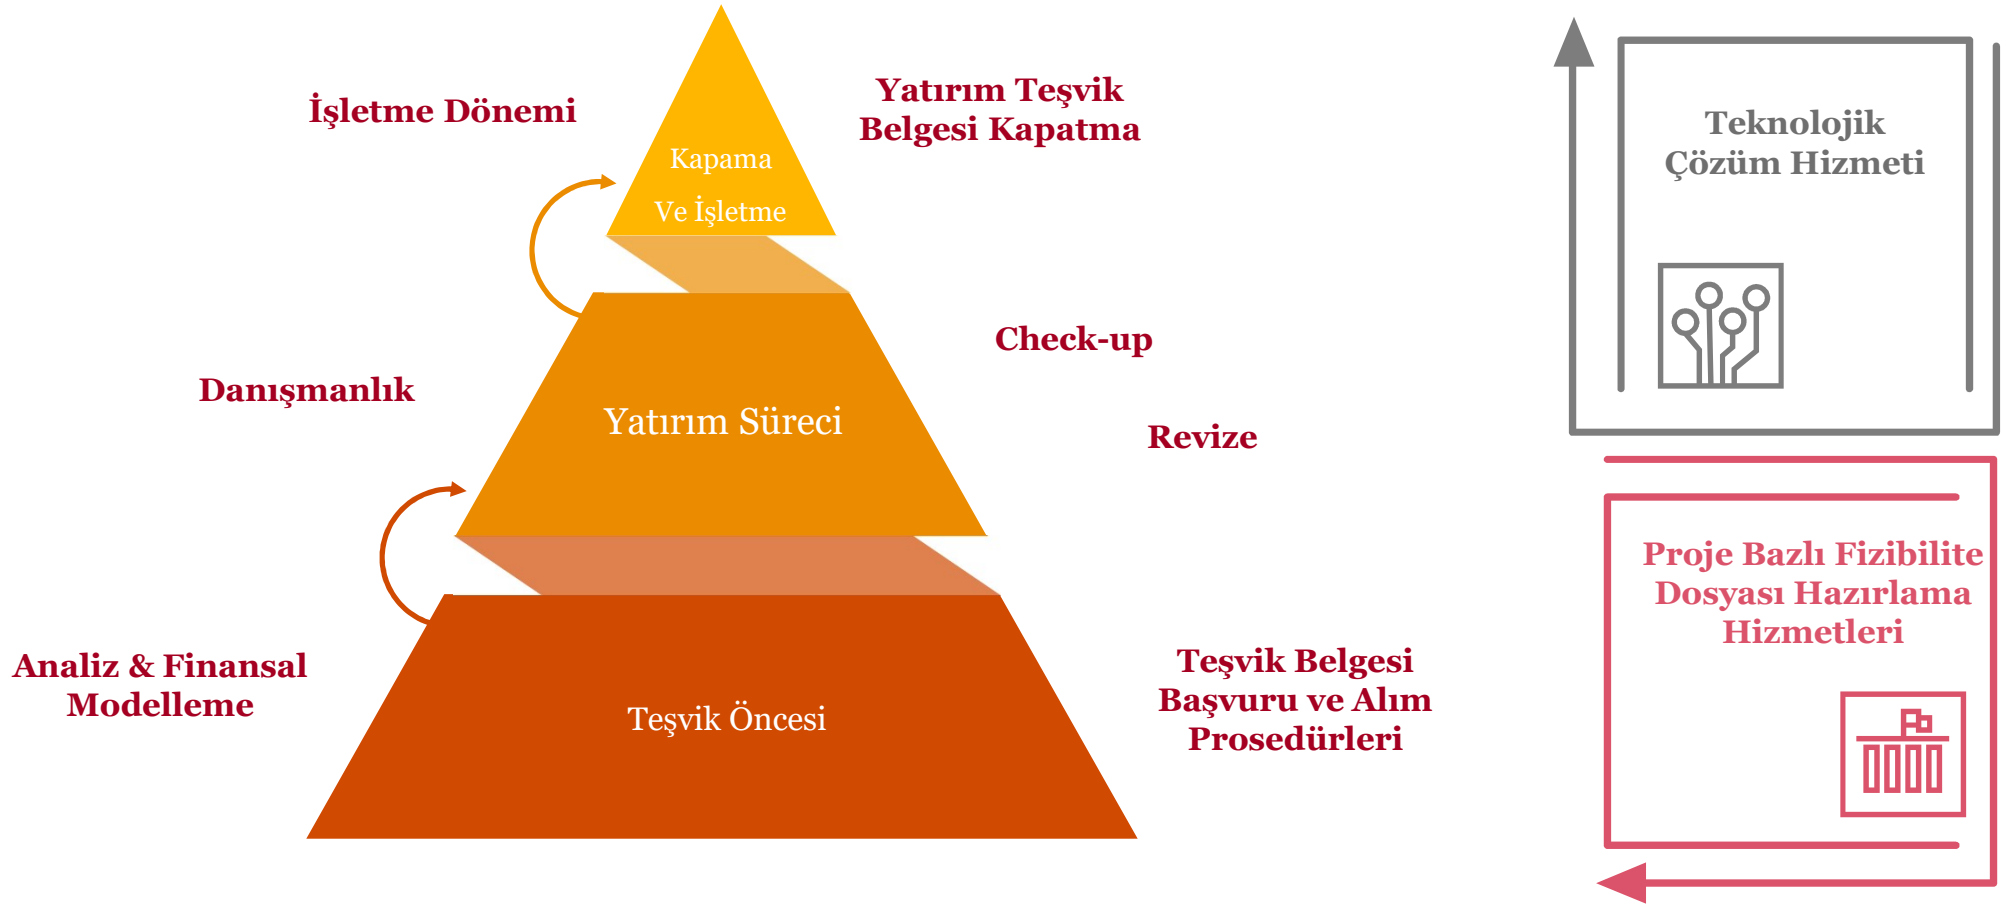 İşletme Dönemi
Yatırım Teşvik
Belgesi Kapatma
Kapama
Ve İşletme
Check-up
Danışmanlık
Yatırım Süreci
Revize
Analiz & Finansal
Modelleme
Teşvik Öncesi
Teşvik Belgesi
Başvuru ve Alım
Prosedürleri
Teknolojik
Çözüm Hizmeti
Proje Bazlı Fizibilite
Dosyası Hazırlama
Hizmetleri